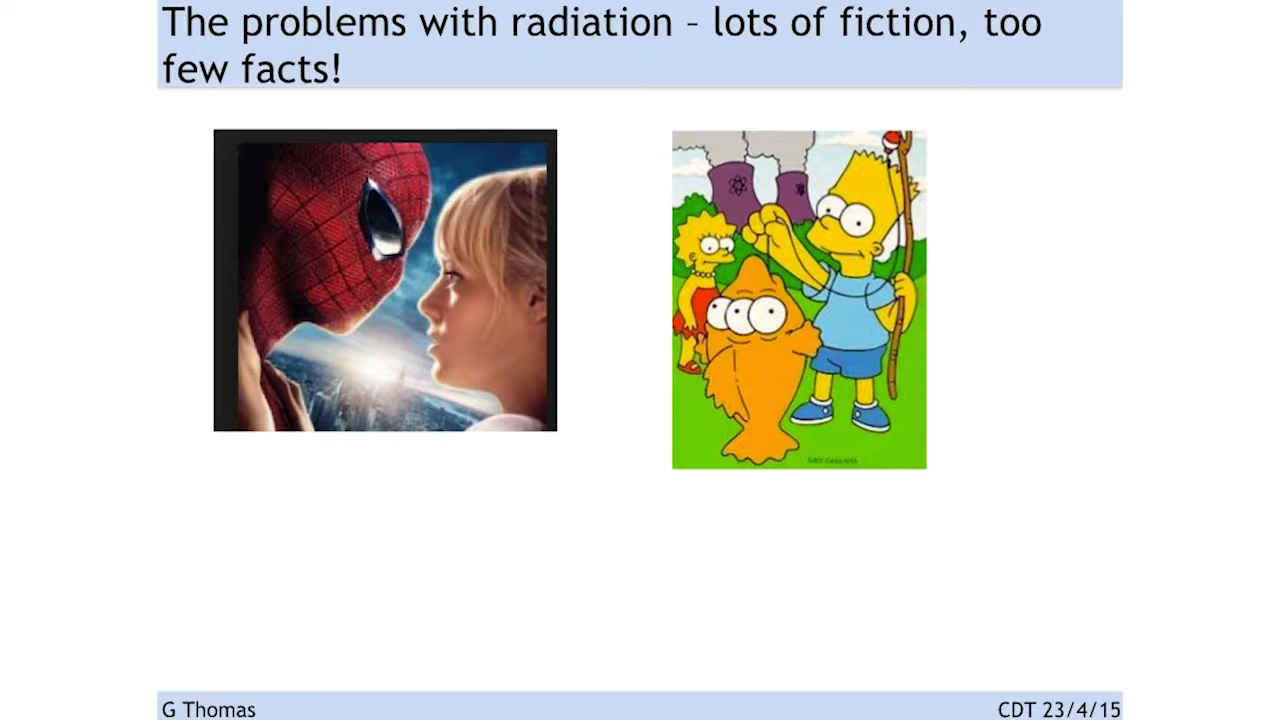 The problems with radiation – lots of fiction, too
few facts!
G Thomas
CDT 23/4/15